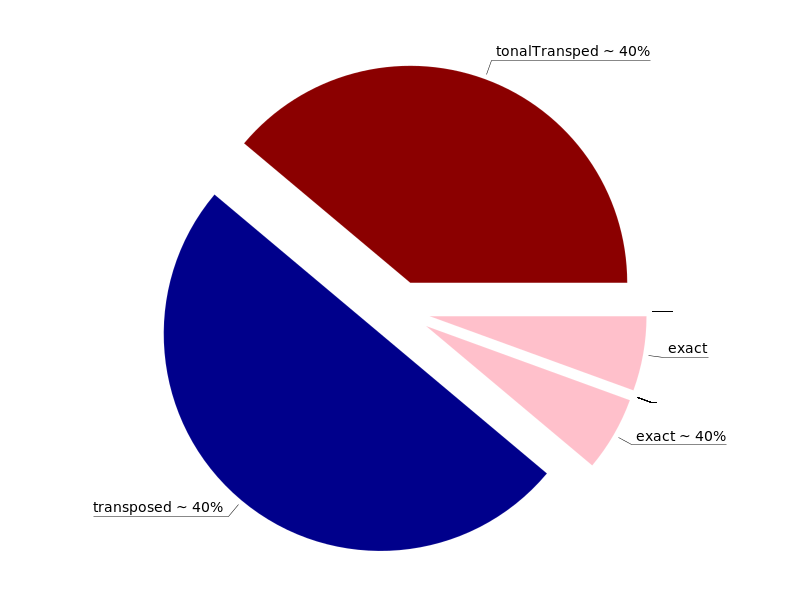 tonalTransped ~ 40%
exact
exact ~ 40%
transposed ~ 40%